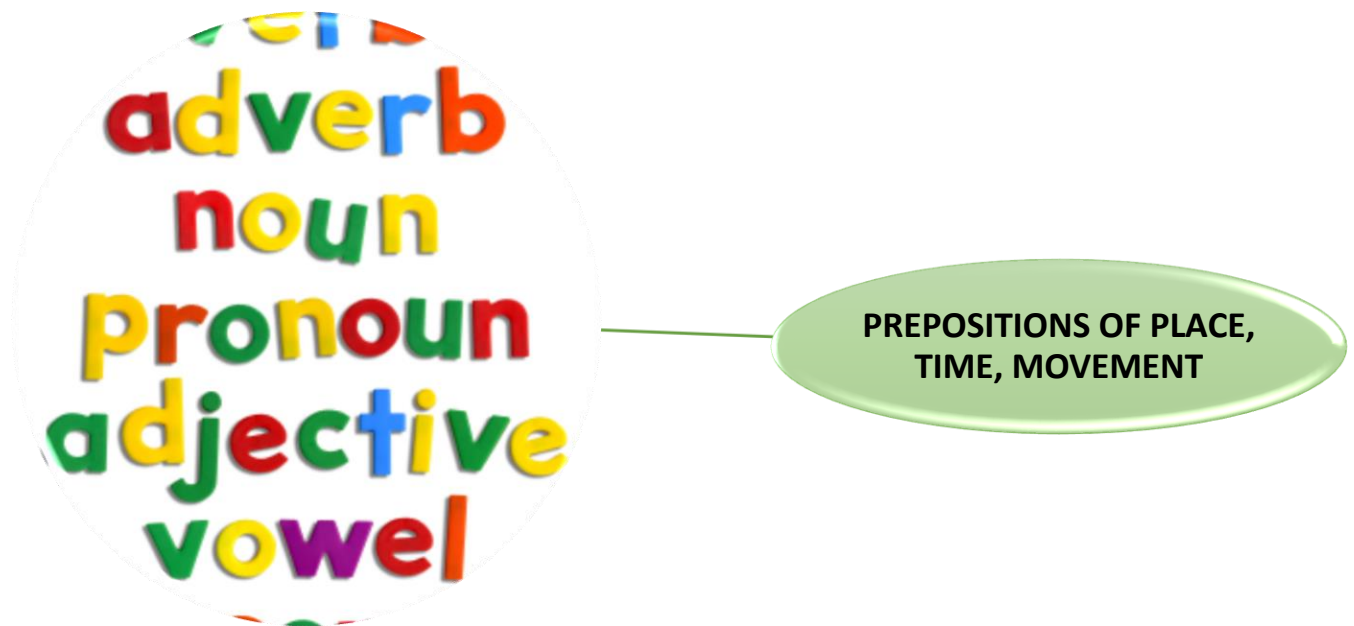 adverb
noun
pronoun
adjective
vowel
PREPOSITIONS OF PLACE,
TIME, MOVEMENT